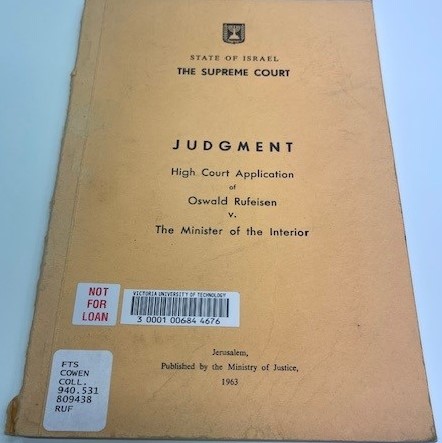 STATE OF ISRAEL
THE SUPREME COURT
JUDGMENT
High Court Application
of
Oswald Rufeisen
v.
The Minister of the Interior
NOT
FOR
LOAN
VICTORIA UNIVERSITY OF TECHNOLOGY
3 0001 00684 4676
Jerusalem,
Published by the Ministry of Justice,
1963
FTS
COWEN
COLL.
940.531
809438
RUF